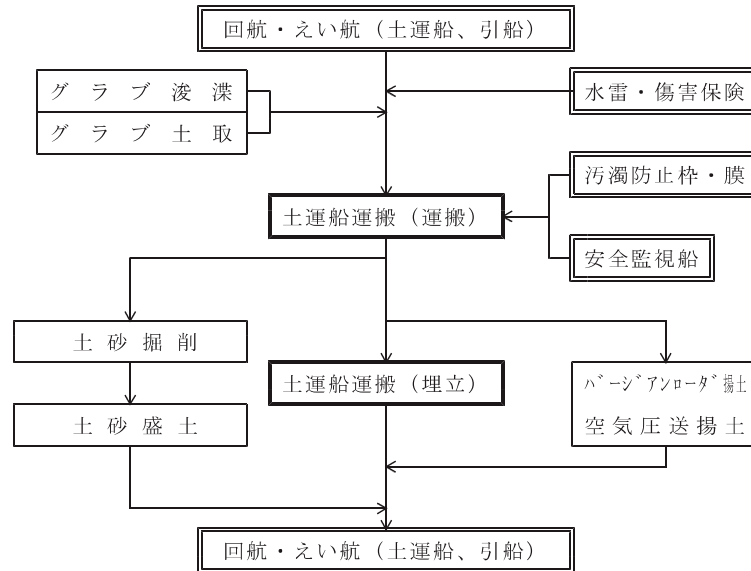 回航・えい航（土運船、引船）
グラブ浚渫
グラブ土取
水雷・傷害保険
汚濁防止枠・膜
土運船運搬（運搬）
安全監視船
土砂掘削
土運船運搬（埋立）
ﾊﾞｰｼﾞｱﾝﾛｰﾀﾞ揚土
空気圧送揚土
土砂盛土
回航・えい航（土運船、引船）